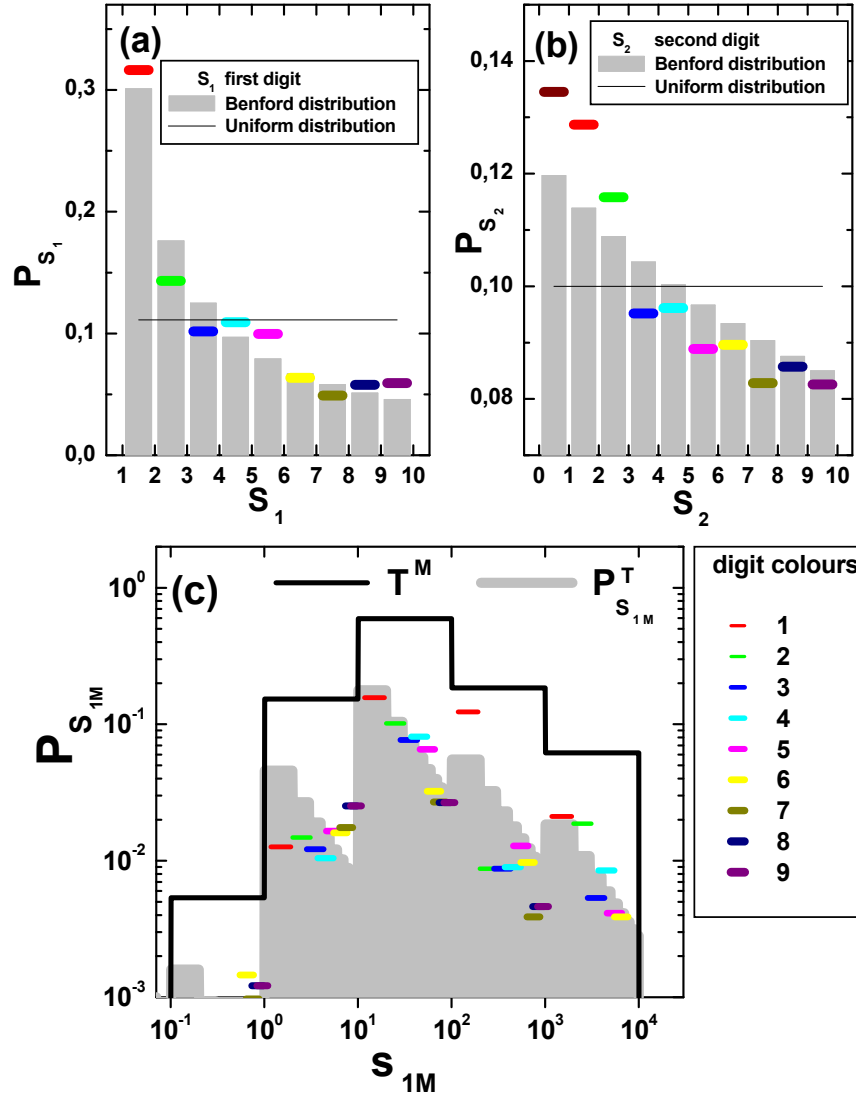 (a)
S1 first digit
Benford distribution
Uniform distribution
0,3
0,2
0,1
0,0
PS1
1 2 3 4 5 6 7 8 9 10
S1
(b)
S2 second digit
Benford distribution
Uniform distribution
0,14
0,12
0,10
0,08
PS2
0 1 2 3 4 5 6 7 8 9 10
S2
(c)
T^M
P^T S1M
10^0
10^-1
10^-2
10^-3
PS1M
10^-1 10^0 10^1 10^2 10^3 10^4
s1M
digit colours
1
2
3
4
5
6
7
8
9